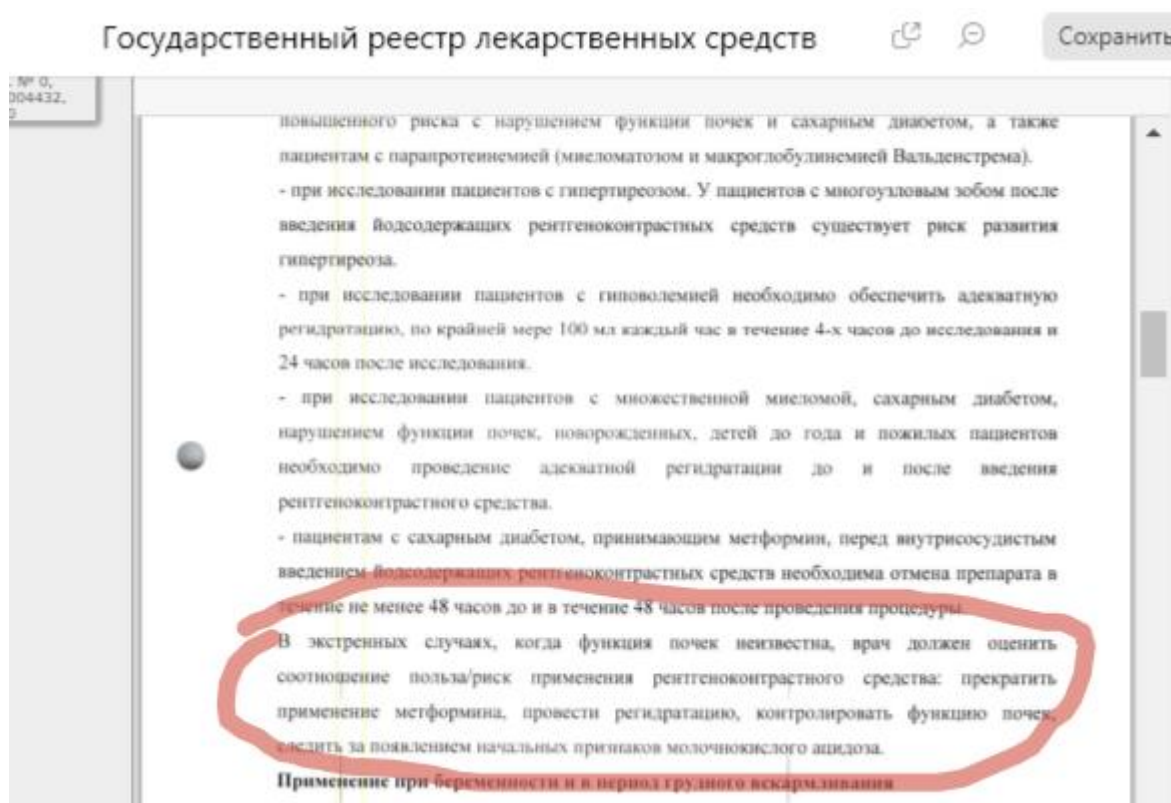 Государственный реестр лекарственных средств
Сохранить
. № 0,
004432,
повышенного риска с нарушением функции почек и сахарным диабетом, а также
пациентам с парапротеинемией (миеломатозом и макроглобулинемией Вальденстрема).
- при исследовании пациентов с гипертиреозом. У пациентов с многоузловым зобом после
введения йодсодержащих рентгеноконтрастных средств существует риск развития
гипертиреоза.
- при исследовании пациентов с гиповолемией необходимо обеспечить адекватную
регидратацию, по крайней мере 100 мл каждый час в течение 4-х часов до исследования и
24 часов после исследования.
- при исследовании пациентов с множественной миеломой, сахарным диабетом,
нарушением функции почек, новорожденных, детей до года и пожилых пациентов
необходимо проведение адекватной регидратации до и после введения
рентгеноконтрастного средства.
- пациентам с сахарным диабетом, принимающим метформин, перед внутрисосудистым
введением йодсодержащих рентгеноконтрастных средств необходима отмена препарата в
течение не менее 48 часов до и в течение 48 часов после проведения процедуры.
В экстренных случаях, когда функция почек неизвестна, врач должен оценить
соотношение польза/риск применения рентгеноконтрастного средства: прекратить
применение метформина, провести регидратацию, контролировать функцию почек,
следить за появлением начальных признаков молочнокислого ацидоза.
Применение при беременности и в период грудного вскармливания